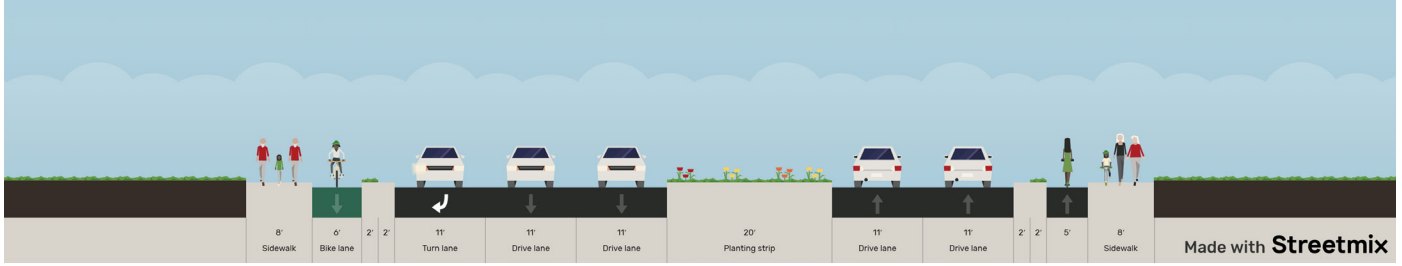 8' 6' 2' 2' 11' 11' 11' 20' 11' 11' 2' 2' 5' 8'
Sidewalk Bike lane Turn lane Drive lane Drive lane Planting strip Drive lane Drive lane Sidewalk
Made with Streetmix